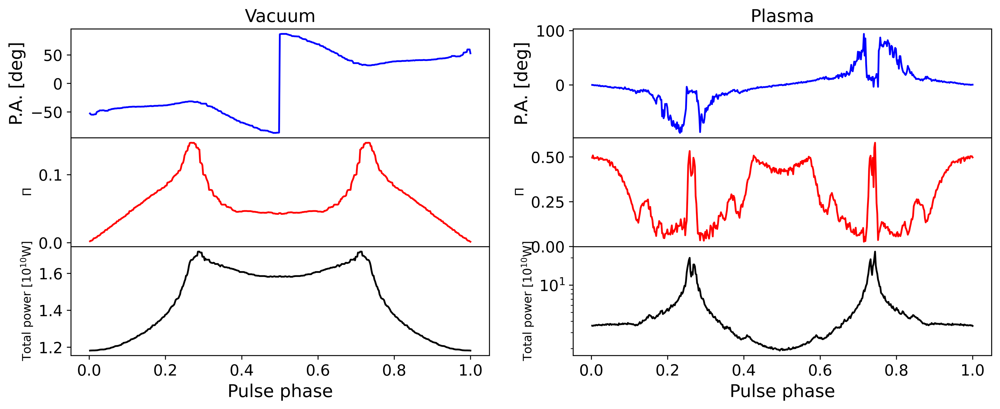 Vacuum
P.A. [deg]
50
0
−50
Π
0.1
0.0
Total power [10¹⁰W]
1.6
1.4
1.2
0.0 0.2 0.4 0.6 0.8 1.0
Pulse phase
Plasma
P.A. [deg]
100
0
Π
0.50
0.25
0.00
Total power [10¹⁰W]
10¹
0.0 0.2 0.4 0.6 0.8 1.0
Pulse phase